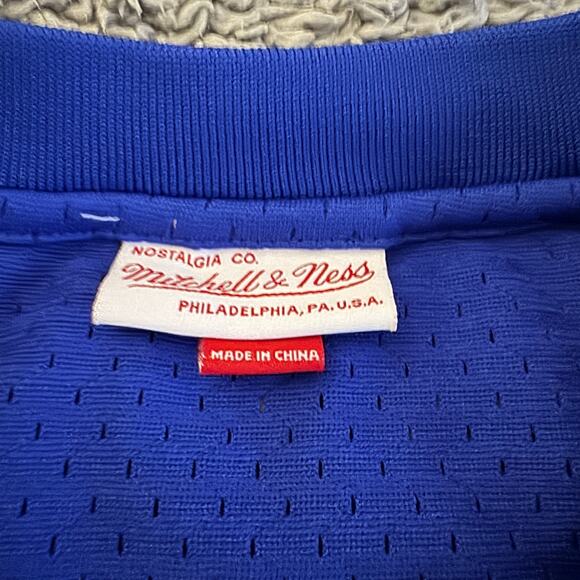 NOSTALGIA CO.
Mitchell & Ness
PHILADELPHIA, PA. U.S.A.
MADE IN CHINA